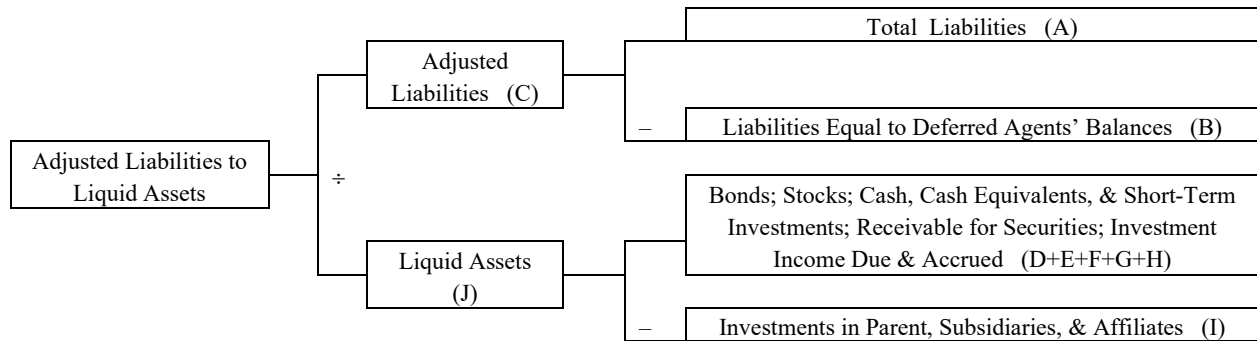 Total Liabilities (A)
Adjusted
Liabilities (C)
– Liabilities Equal to Deferred Agents’ Balances (B)
Adjusted Liabilities to
Liquid Assets
÷
Bonds; Stocks; Cash, Cash Equivalents, & Short-Term
Investments; Receivable for Securities; Investment
Income Due & Accrued (D+E+F+G+H)
Liquid Assets
(J)
– Investments in Parent, Subsidiaries, & Affiliates (I)